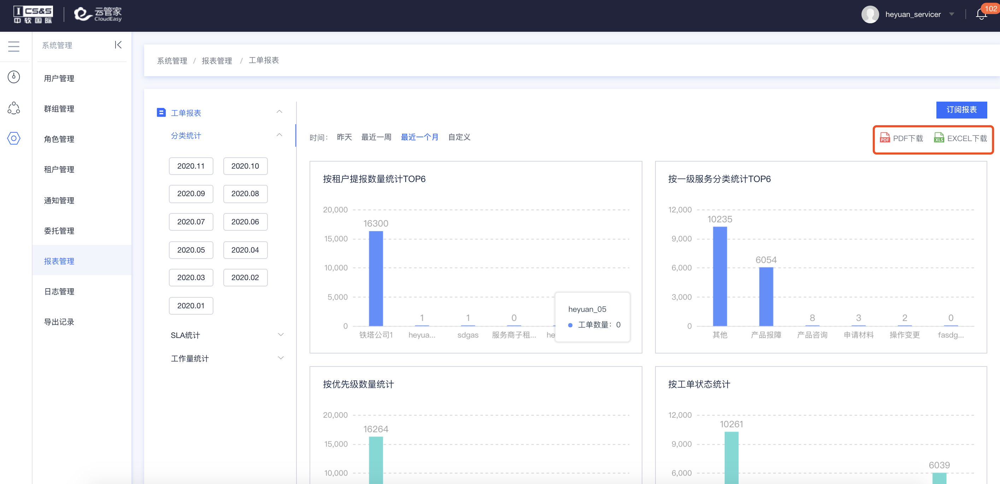 CS&S
中软国际
云管家
CloudEasy
heyuan_servicer
102
系统管理
用户管理
群组管理
角色管理
租户管理
通知管理
委托管理
报表管理
日志管理
导出记录
系统管理 / 报表管理 / 工单报表
工单报表
分类统计
2020.11 2020.10
2020.09 2020.08
2020.07 2020.06
2020.05 2020.04
2020.03 2020.02
2020.01
SLA统计
工作量统计
订阅报表
时间： 昨天 最近一周 最近一个月 自定义
PDF PDF下载 XLS EXCEL下载
按租户提报数量统计TOP6
20,000
16300
15,000
10,000
5,000
1 1 0
0
铁塔公司1 heyua... sdgas 服务商子租... he
heyuan_05
工单数量：0
按一级服务分类统计TOP6
12,000
10235
9,000
6054
6,000
3,000
8 3 2 0
0
其他 产品报障 产品咨询 申请材料 操作变更 fasdg...
按优先级数量统计
20,000
16264
15,000
10,000
按工单状态统计
12,000
10261
9,000
6039
6,000